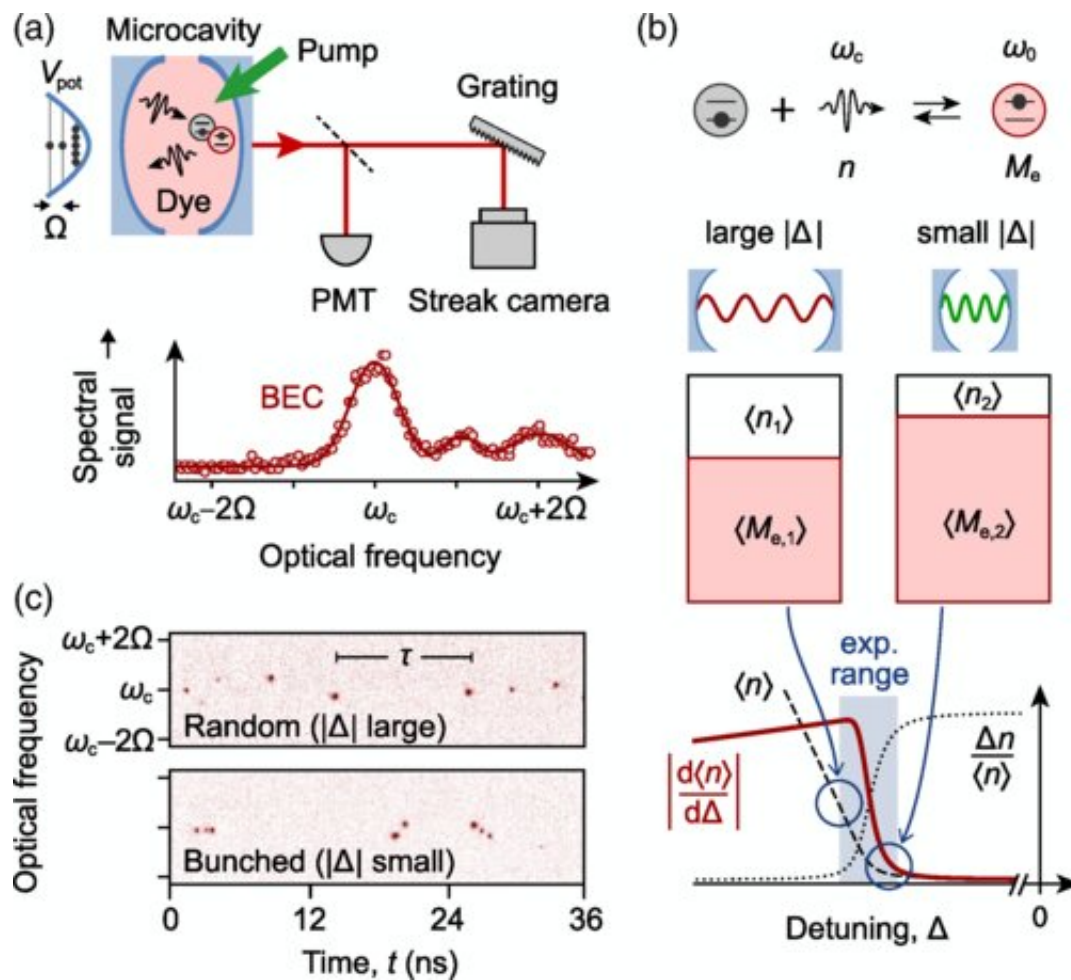 (a)
Microcavity
Pump
V_pot
Grating
Dye
Ω
PMT
Streak camera
Spectral
signal
BEC
ω_c−2Ω
ω_c
ω_c+2Ω
Optical frequency
(b)
ω_c
ω_0
+
n
M_e
large |Δ|
small |Δ|
⟨n_1⟩
⟨n_2⟩
⟨M_e,1⟩
⟨M_e,2⟩
exp.
range
⟨n⟩
|d⟨n⟩/dΔ|
Δn/⟨n⟩
0
Detuning, Δ
(c)
Optical frequency
ω_c+2Ω
ω_c
ω_c−2Ω
τ
Random (|Δ| large)
Bunched (|Δ| small)
0 12 24 36
Time, t (ns)